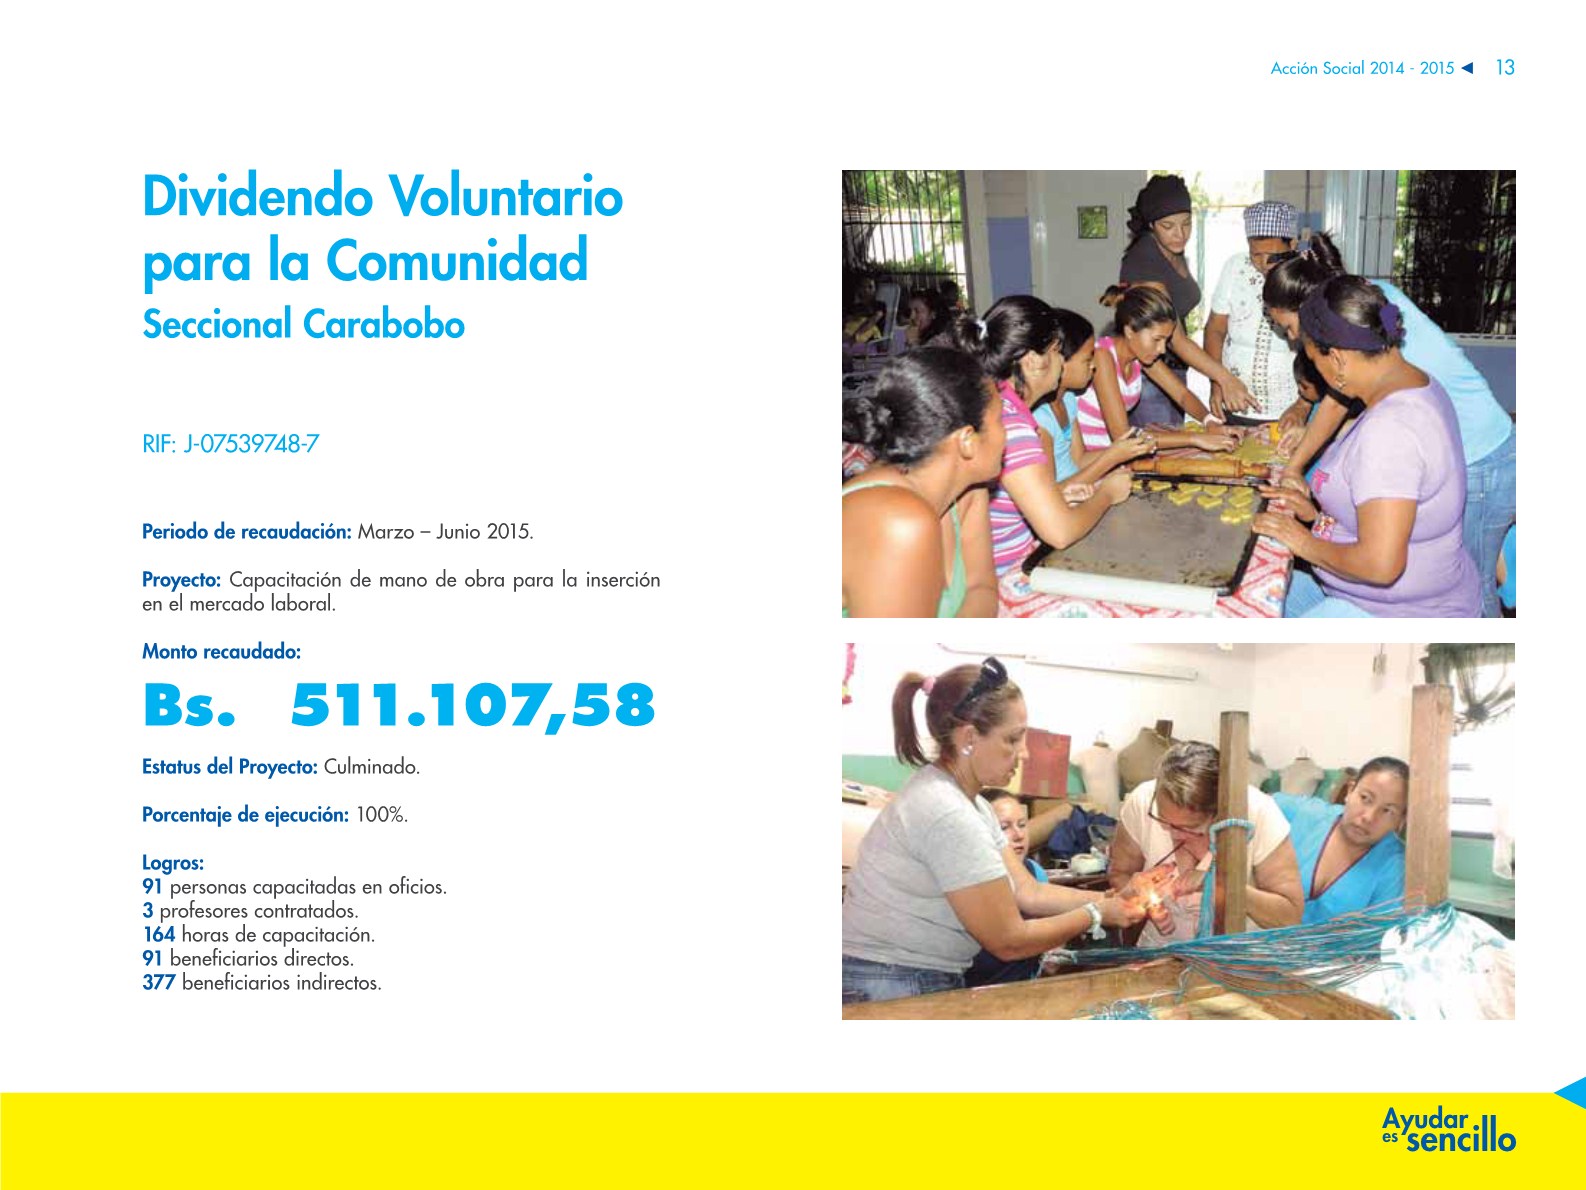 Acción Social 2014 - 2015 ◀ 13
Dividendo Voluntario
para la Comunidad
Seccional Carabobo
RIF: J-07539748-7
Periodo de recaudación: Marzo – Junio 2015.
Proyecto: Capacitación de mano de obra para la inserción
en el mercado laboral.
Monto recaudado:
Bs. 511.107,58
Estatus del Proyecto: Culminado.
Porcentaje de ejecución: 100%.
Logros:
91 personas capacitadas en oficios.
3 profesores contratados.
164 horas de capacitación.
91 beneficiarios directos.
377 beneficiarios indirectos.
Ayudar
es sencillo